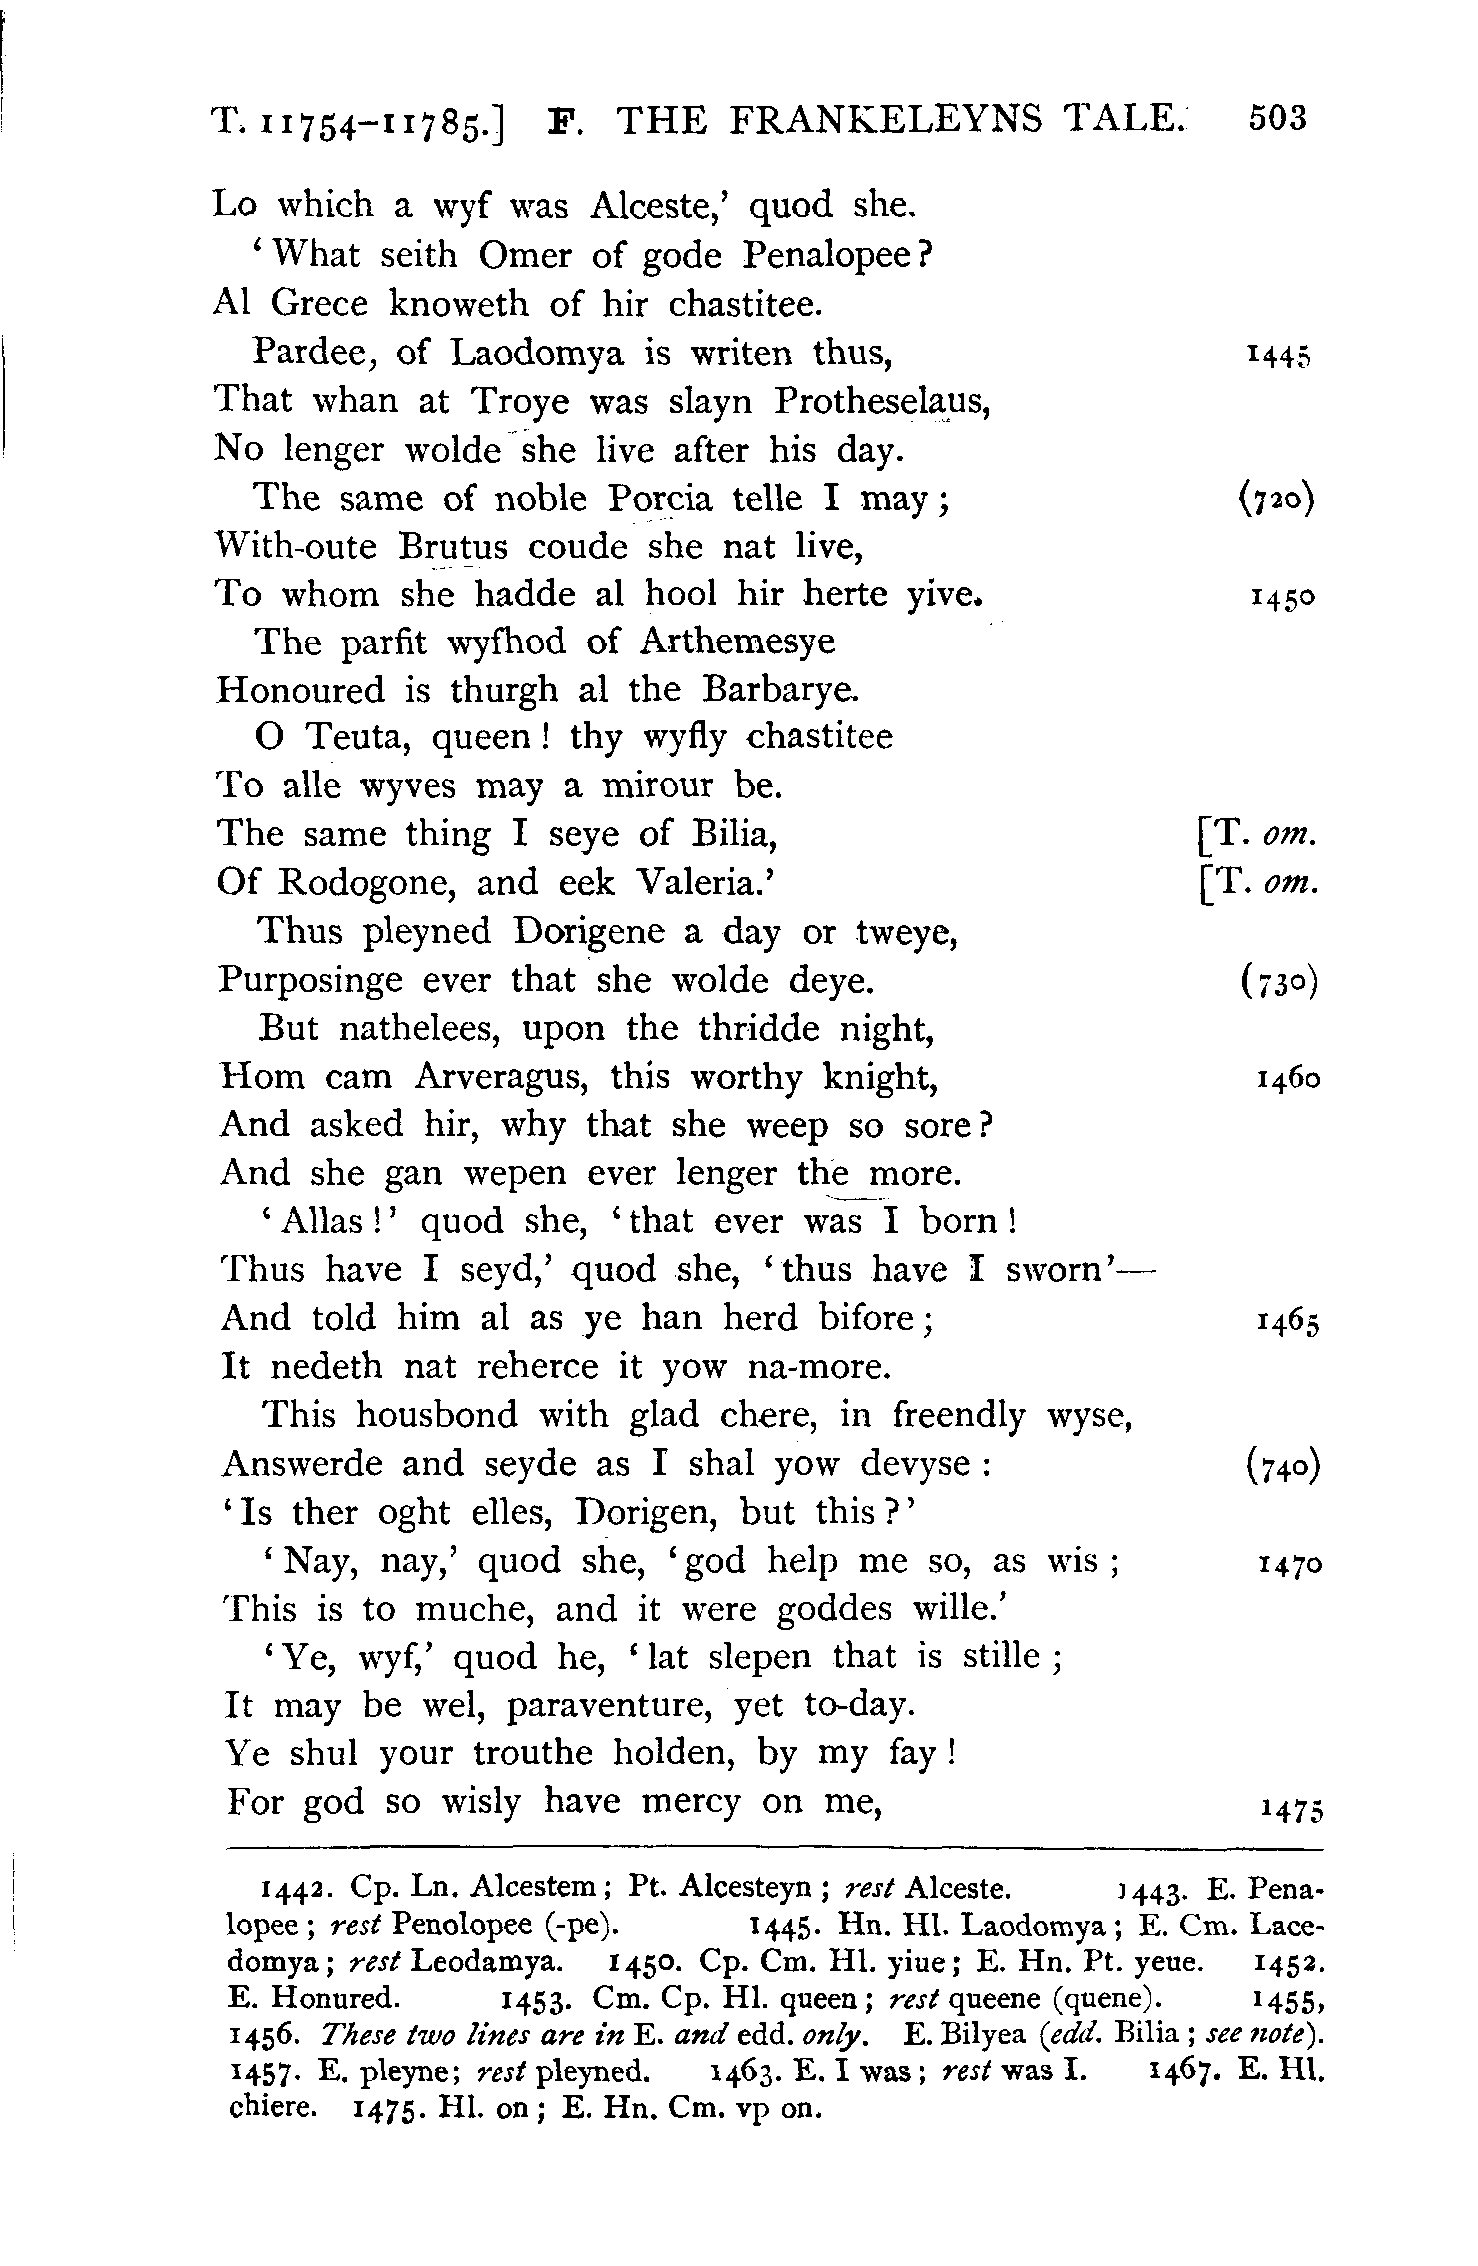 T. 11754-11785.] F. THE FRANKELEYNS TALE. 503
Lo which a wyf was Alceste,’ quod she.
‘What seith Omer of gode Penalopee?
Al Grece knoweth of hir chastitee.
Pardee, of Laodomya is writen thus, 1445
That whan at Troye was slayn Protheselaus,
No lenger wolde she live after his day.
The same of noble Porcia telle I may; (720)
With-oute Brutus coude she nat live,
To whom she hadde al hool hir herte yive. 1450
The parfit wyfhod of Arthemesye
Honoured is thurgh al the Barbarye.
O Teuta, queen! thy wyfly chastitee
To alle wyves may a mirour be.
The same thing I seye of Bilia, [T. om.
Of Rodogone, and eek Valeria.’ [T. om.
Thus pleyned Dorigene a day or tweye,
Purposinge ever that she wolde deye. (730)
But nathelees, upon the thridde night,
Hom cam Arveragus, this worthy knight, 1460
And asked hir, why that she weep so sore?
And she gan wepen ever lenger the more.
‘Allas!’ quod she, ‘that ever was I born!
Thus have I seyd,’ quod she, ‘thus have I sworn’—
And told him al as ye han herd bifore; 1465
It nedeth nat reherce it yow na-more.
This housbond with glad chere, in freendly wyse,
Answerde and seyde as I shal yow devyse: (740)
‘Is ther oght elles, Dorigen, but this?’
‘Nay, nay,’ quod she, ‘god help me so, as wis; 1470
This is to muche, and it were goddes wille.’
‘Ye, wyf,’ quod he, ‘lat slepen that is stille;
It may be wel, paraventure, yet to-day.
Ye shul your trouthe holden, by my fay!
For god so wisly have mercy on me, 1475
1442. Cp. Ln. Alcestem; Pt. Alcesteyn; rest Alceste. 1443. E. Pena-
lopee; rest Penolopee (-pe). 1445. Hn. Hl. Laodomya; E. Cm. Lace-
domya; rest Leodamya. 1450. Cp. Cm. Hl. yiue; E. Hn. Pt. yeue. 1452.
E. Honured. 1453. Cm. Cp. Hl. queen; rest queene (quene). 1455,
1456. These two lines are in E. and edd. only. E. Bilyea (edd. Bilia; see note).
1457. E. pleyne; rest pleyned. 1463. E. I was; rest was I. 1467. E. Hl.
chiere. 1475. Hl. on; E. Hn. Cm. vp on.